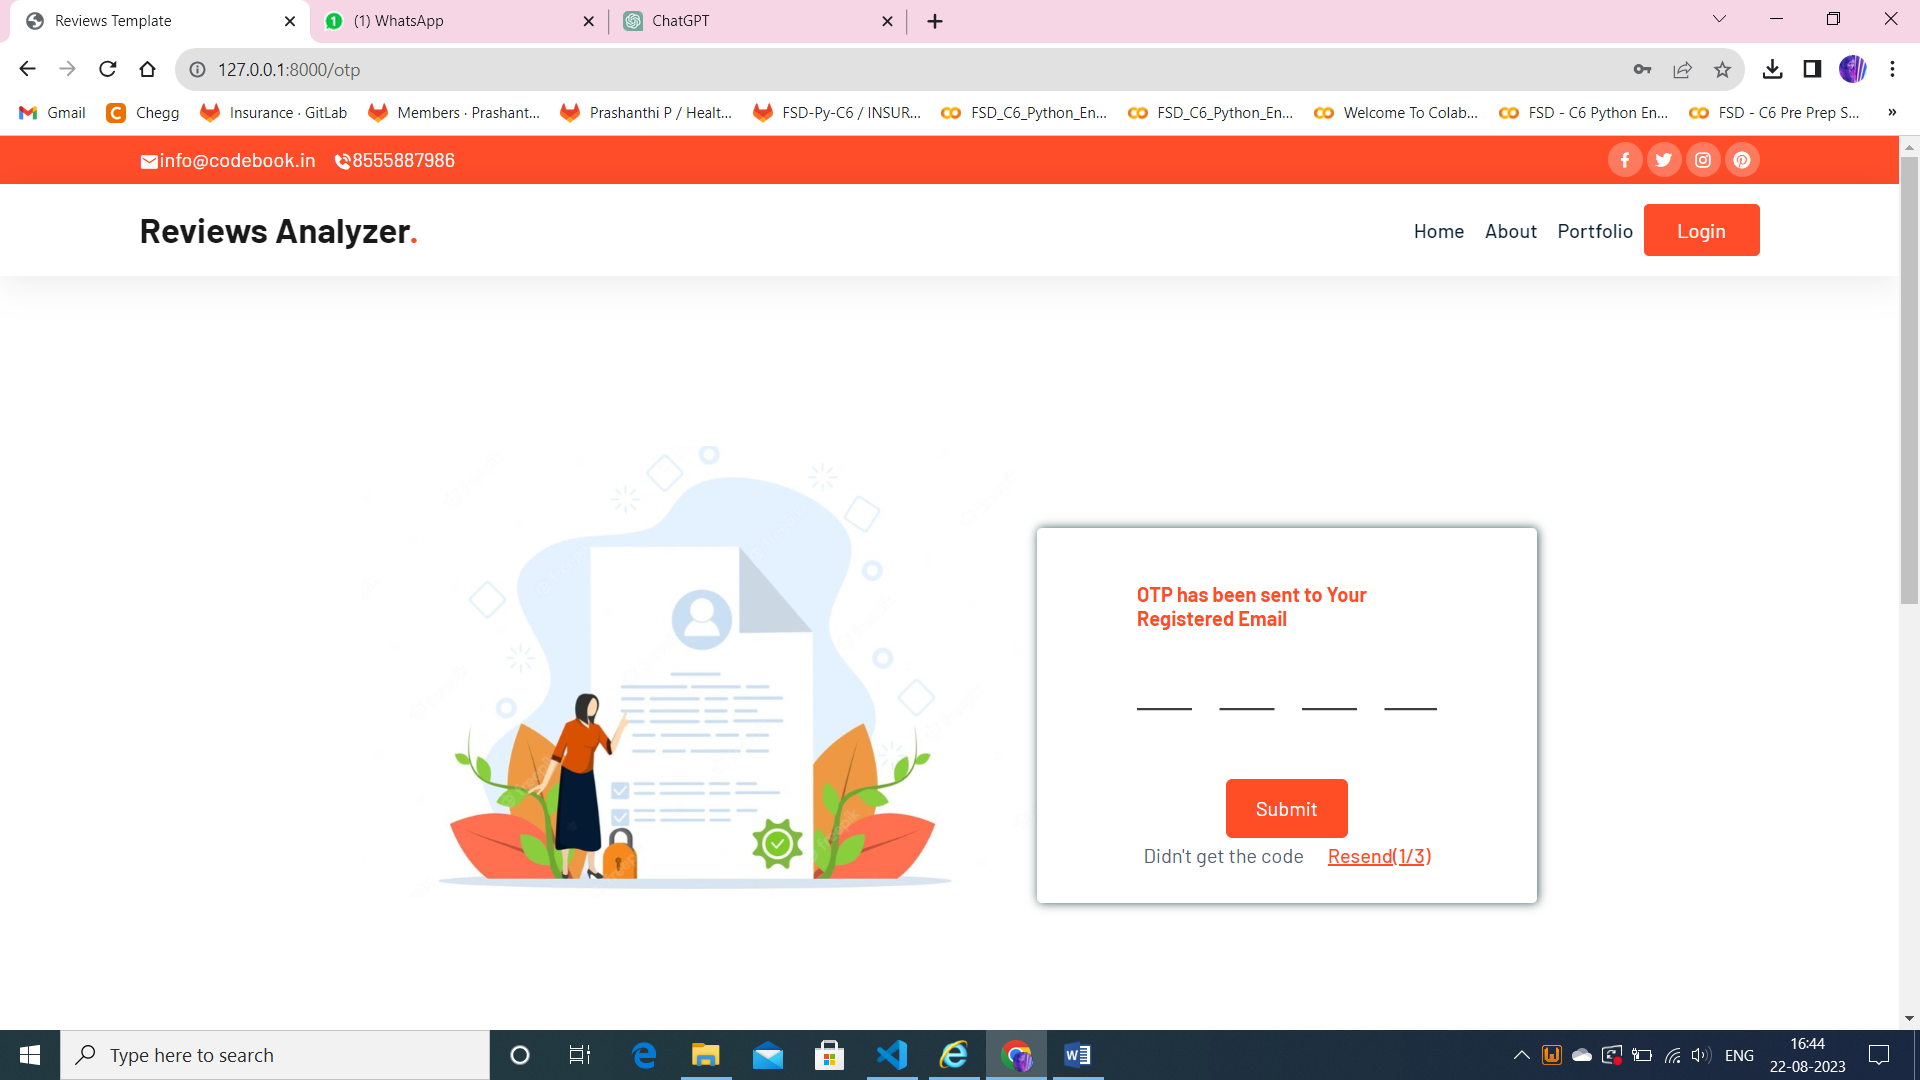 Reviews Template
(1) WhatsApp
ChatGPT
127.0.0.1:8000/otp
Gmail
Chegg
Insurance · GitLab
Members · Prashant...
Prashanthi P / Healt...
FSD-Py-C6 / INSUR...
FSD_C6_Python_En...
FSD_C6_Python_En...
Welcome To Colab...
FSD - C6 Python En...
FSD - C6 Pre Prep S...
»
info@codebook.in 8555887986
Reviews Analyzer.
Home About Portfolio Login
OTP has been sent to Your
Registered Email
Submit
Didn't get the code Resend(1/3)
Type here to search
ENG
16:44
22-08-2023